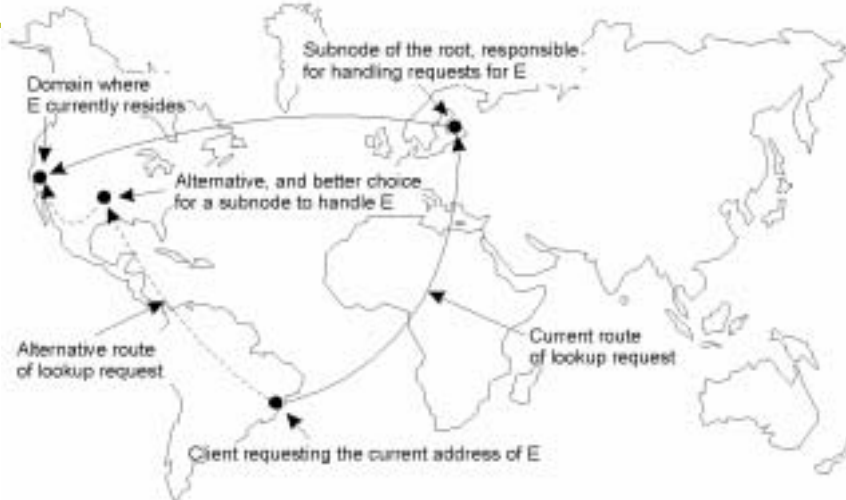 Subnode of the root, responsible
for handling requests for E
Domain where
E currently resides
Alternative, and better choice
for a subnode to handle E
Alternative route
of lookup request
Current route
of lookup request
Client requesting the current address of E